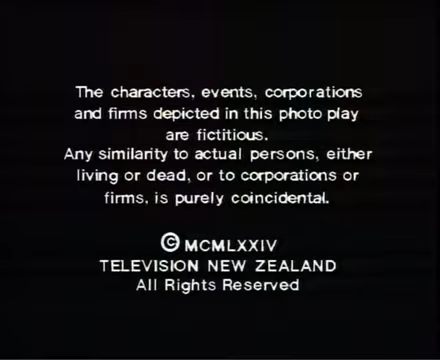 The characters, events, corporations
and firms depicted in this photo play
are fictitious.
Any similarity to actual persons, either
living or dead, or to corporations or
firms, is purely coincidental.
© MCMLXXIV
TELEVISION NEW ZEALAND
All Rights Reserved